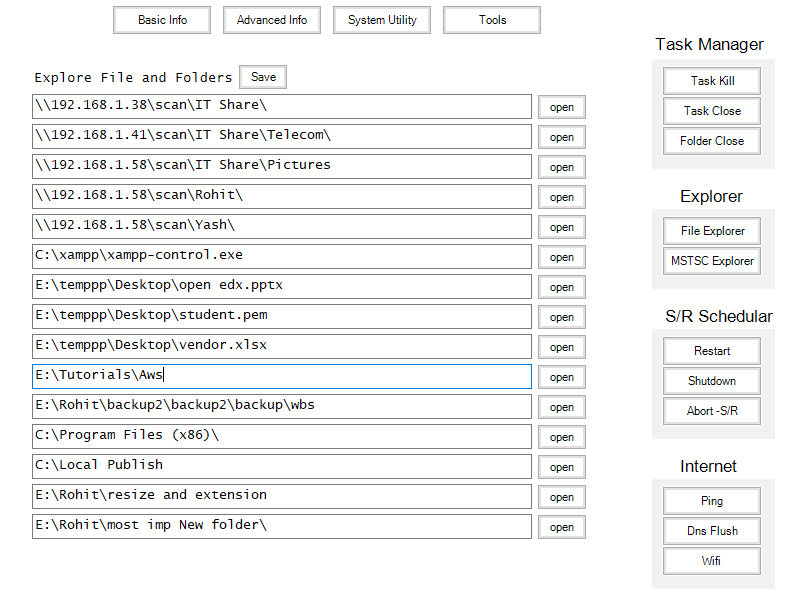 Basic Info Advanced Info System Utility Tools
Explore File and Folders Save
\\192.168.1.38\scan\IT Share\ open
\\192.168.1.41\scan\IT Share\Telecom\ open
\\192.168.1.58\scan\IT Share\Pictures open
\\192.168.1.58\scan\Rohit\ open
\\192.168.1.58\scan\Yash\ open
C:\xampp\xampp-control.exe open
E:\temppp\Desktop\open edx.pptx open
E:\temppp\Desktop\student.pem open
E:\temppp\Desktop\vendor.xlsx open
E:\Tutorials\Aws open
E:\Rohit\backup2\backup2\backup\wbs open
C:\Program Files (x86)\ open
C:\Local Publish open
E:\Rohit\resize and extension open
E:\Rohit\most imp New folder\ open
Task Manager
Task Kill
Task Close
Folder Close
Explorer
File Explorer
MSTSC Explorer
S/R Schedular
Restart
Shutdown
Abort -S/R
Internet
Ping
Dns Flush
Wifi